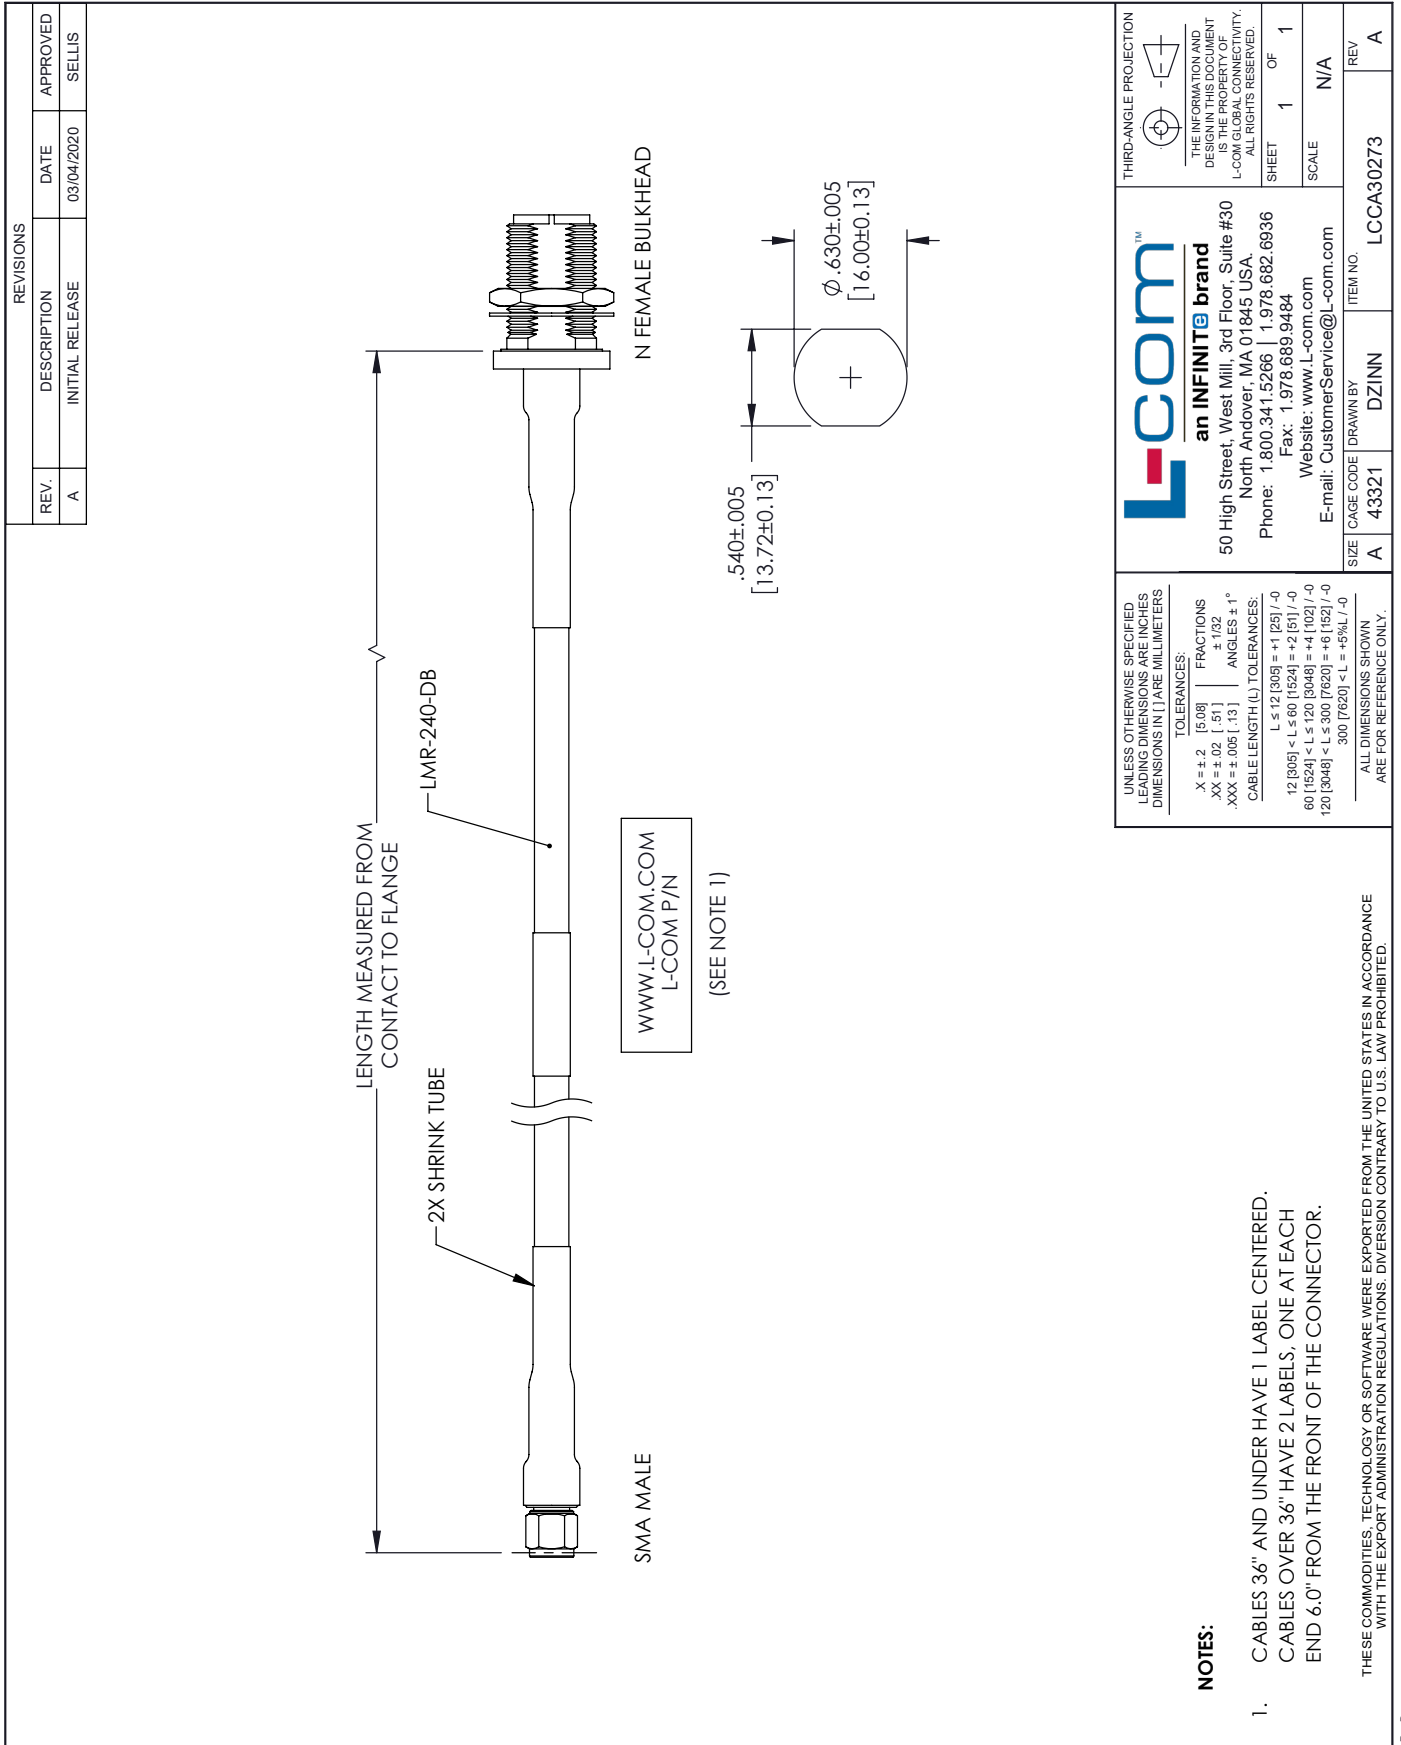 REVISIONS
REV. DESCRIPTION DATE APPROVED
A INITIAL RELEASE 03/04/2020 SELLIS
LENGTH MEASURED FROM
CONTACT TO FLANGE
2X SHRINK TUBE
LMR-240-DB
SMA MALE
N FEMALE BULKHEAD
WWW.L-COM.COM
L-COM P/N
(SEE NOTE 1)
.540±.005
[13.72±0.13]
Ø.630±.005
[16.00±0.13]
NOTES:
1. CABLES 36" AND UNDER HAVE 1 LABEL CENTERED.
CABLES OVER 36" HAVE 2 LABELS, ONE AT EACH
END 6.0" FROM THE FRONT OF THE CONNECTOR.
THESE COMMODITIES, TECHNOLOGY OR SOFTWARE WERE EXPORTED FROM THE UNITED STATES IN ACCORDANCE
WITH THE EXPORT ADMINISTRATION REGULATIONS. DIVERSION CONTRARY TO U.S. LAW PROHIBITED.
UNLESS OTHERWISE SPECIFIED
LEADING DIMENSIONS ARE INCHES
DIMENSIONS IN [ ] ARE MILLIMETERS
TOLERANCES:
.X = ± .2 [5.08] FRACTIONS
.XX = ± .02 [ .51 ] ± 1/32
.XXX = ± .005 [ .13 ] ANGLES ± 1°
CABLE LENGTH (L) TOLERANCES:
L ≤ 12 [305] = +1 [25] / -0
12 [305] < L ≤ 60 [1524] = +2 [51] / -0
60 [1524] < L ≤ 120 [3048] = +4 [102] / -0
120 [3048] < L ≤ 300 [7620] = +6 [152] / -0
300 [7620] < L = +5%L / -0
ALL DIMENSIONS SHOWN
ARE FOR REFERENCE ONLY.
L-com™
an INFINITe brand
50 High Street, West Mill, 3rd Floor, Suite #30
North Andover, MA 01845 USA.
Phone: 1.800.341.5266 | 1.978.682.6936
Fax: 1.978.689.9484
Website: www.L-com.com
E-mail: CustomerService@L-com.com
THIRD-ANGLE PROJECTION
THE INFORMATION AND
DESIGN IN THIS DOCUMENT
IS THE PROPERTY OF
L-COM GLOBAL CONNECTIVITY.
ALL RIGHTS RESERVED.
SHEET 1 OF 1
SCALE N/A
SIZE A
CAGE CODE 43321
DRAWN BY DZINN
ITEM NO. LCCA30273
REV A